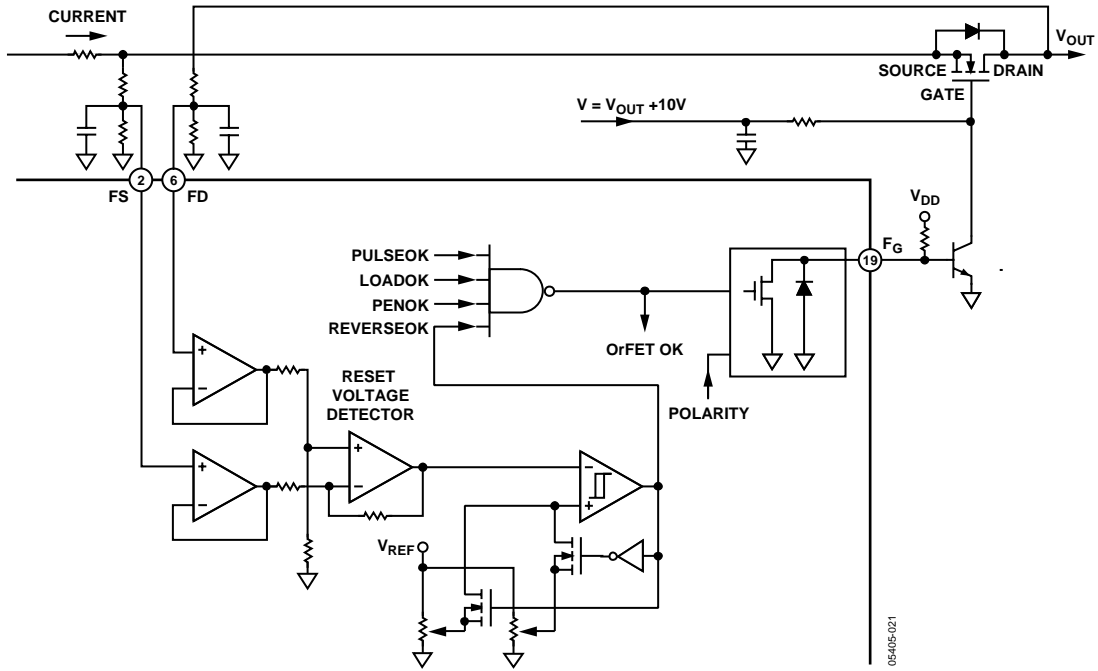 CURRENT
VOUT
SOURCE
DRAIN
GATE
V = VOUT +10V
2
6
FS
FD
VDD
FG
19
PULSEOK
LOADOK
PENOK
REVERSEOK
OrFET OK
POLARITY
RESET
VOLTAGE
DETECTOR
+
–
+
–
+
–
–
+
VREF
05405-021